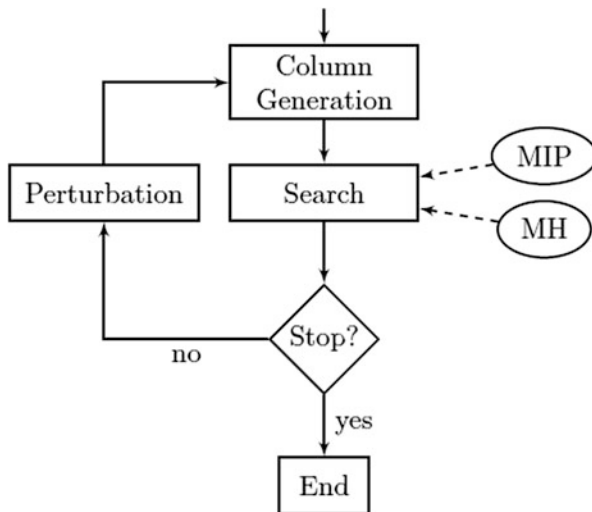 Column
Generation
MIP
Perturbation
Search
MH
Stop?
no
yes
End